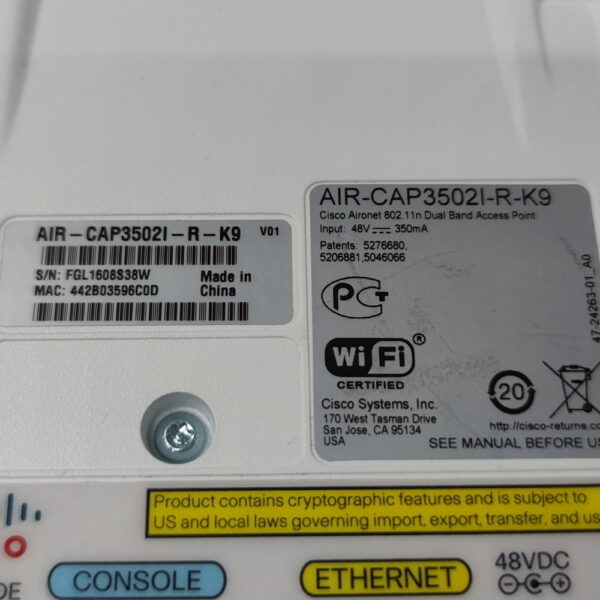 AIR-CAP3502I-R-K9 V01
S/N: FGL1608S38W Made in
MAC: 442B03596C0D China
AIR-CAP3502I-R-K9
Cisco Aironet 802.11n Dual Band Access Point
Input: 48V 350mA
Patents: 5276680,
5206881,5046066
47-24263-01_A0
Wi Fi ®
CERTIFIED
20
Cisco Systems, Inc.
170 West Tasman Drive
San Jose, CA 95134
USA
http://cisco-returns.co
SEE MANUAL BEFORE US
Product contains cryptographic features and is subject to
US and local laws governing import, export, transfer, and us
DE
CONSOLE
ETHERNET
48VDC